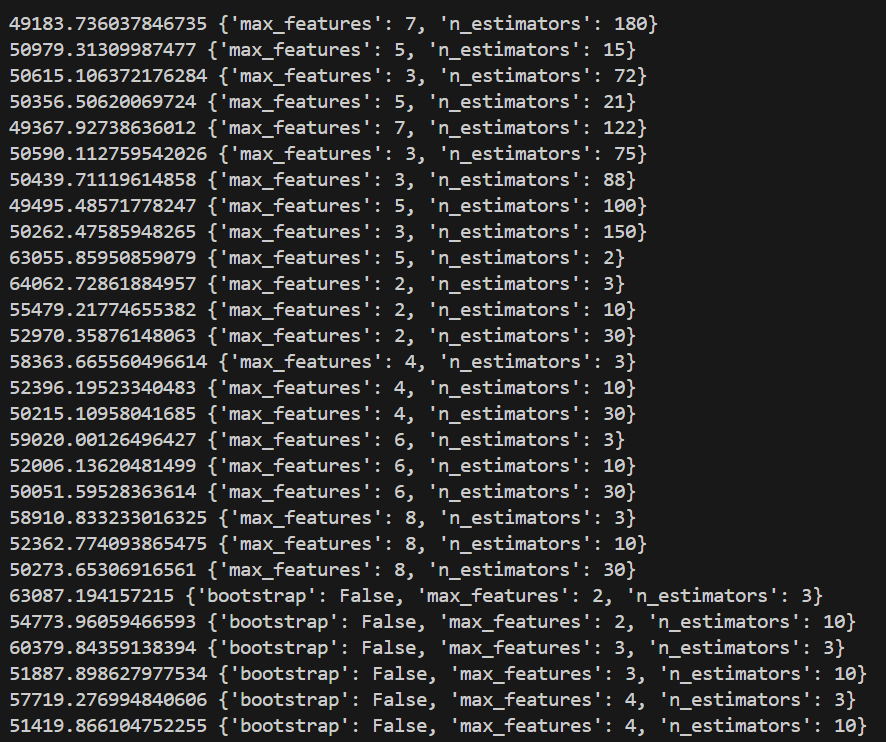 49183.736037846735 {'max_features': 7, 'n_estimators': 180}
50979.31309987477 {'max_features': 5, 'n_estimators': 15}
50615.106372176284 {'max_features': 3, 'n_estimators': 72}
50356.50620069724 {'max_features': 5, 'n_estimators': 21}
49367.92738636012 {'max_features': 7, 'n_estimators': 122}
50590.112759542026 {'max_features': 3, 'n_estimators': 75}
50439.71119614858 {'max_features': 3, 'n_estimators': 88}
49495.48571778247 {'max_features': 5, 'n_estimators': 100}
50262.47585948265 {'max_features': 3, 'n_estimators': 150}
63055.85950859079 {'max_features': 5, 'n_estimators': 2}
64062.72861884957 {'max_features': 2, 'n_estimators': 3}
55479.21774655382 {'max_features': 2, 'n_estimators': 10}
52970.35876148063 {'max_features': 2, 'n_estimators': 30}
58363.665560496614 {'max_features': 4, 'n_estimators': 3}
52396.19523340483 {'max_features': 4, 'n_estimators': 10}
50215.10958041685 {'max_features': 4, 'n_estimators': 30}
59020.00126496427 {'max_features': 6, 'n_estimators': 3}
52006.13620481499 {'max_features': 6, 'n_estimators': 10}
50051.59528363614 {'max_features': 6, 'n_estimators': 30}
58910.833233016325 {'max_features': 8, 'n_estimators': 3}
52362.774093865475 {'max_features': 8, 'n_estimators': 10}
50273.65306916561 {'max_features': 8, 'n_estimators': 30}
63087.194157215 {'bootstrap': False, 'max_features': 2, 'n_estimators': 3}
54773.96059466593 {'bootstrap': False, 'max_features': 2, 'n_estimators': 10}
60379.84359138394 {'bootstrap': False, 'max_features': 3, 'n_estimators': 3}
51887.898627977534 {'bootstrap': False, 'max_features': 3, 'n_estimators': 10}
57719.276994840606 {'bootstrap': False, 'max_features': 4, 'n_estimators': 3}
51419.866104752255 {'bootstrap': False, 'max_features': 4, 'n_estimators': 10}